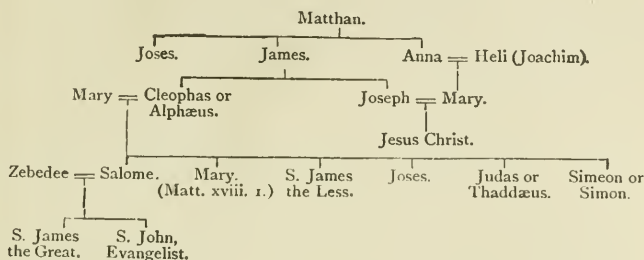 Matthan.
Joses. James. Anna Heli (Joachim).
Mary Cleophas or Joseph Mary.
Alphæus.
Jesus Christ.
Zebedee Salome. Mary. S. James Joses. Judas or Simeon or
(Matt. xviii. 1.) the Less. Thaddæus. Simon.
S. James S. John,
the Great. Evangelist.